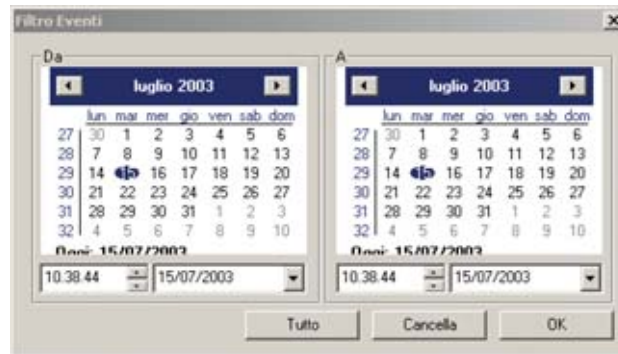 Filtro Eventi
Da
luglio 2003
lun mar mer gio ven sab dom
27 30 1 2 3 4 5 6
28 7 8 9 10 11 12 13
29 14 15 16 17 18 19 20
30 21 22 23 24 25 26 27
31 28 29 30 31 1 2 3
32 4 5 6 7 8 9 10
Oggi: 15/07/2003
10.38.44 15/07/2003
A
luglio 2003
lun mar mer gio ven sab dom
27 30 1 2 3 4 5 6
28 7 8 9 10 11 12 13
29 14 15 16 17 18 19 20
30 21 22 23 24 25 26 27
31 28 29 30 31 1 2 3
32 4 5 6 7 8 9 10
Oggi: 15/07/2003
10.38.44 15/07/2003
Tutto Cancella OK